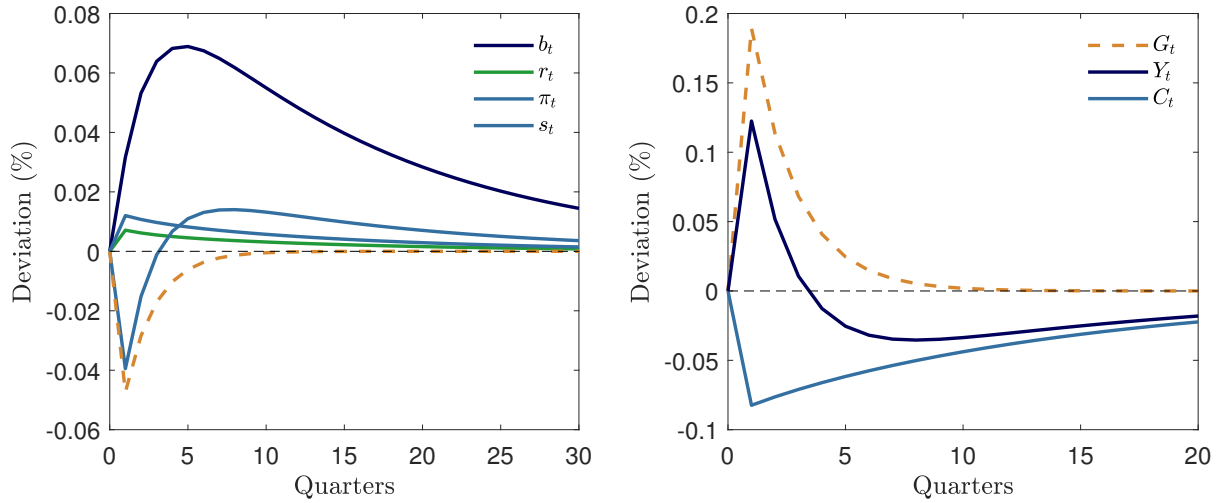 0.08
0.06
0.04
0.02
0
-0.02
-0.04
-0.06
0
5
10
15
20
25
30
Deviation (%)
Quarters
b_t
r_t
π_t
s_t
0.2
0.15
0.1
0.05
0
-0.05
-0.1
0
5
10
15
20
Deviation (%)
Quarters
G_t
Y_t
C_t